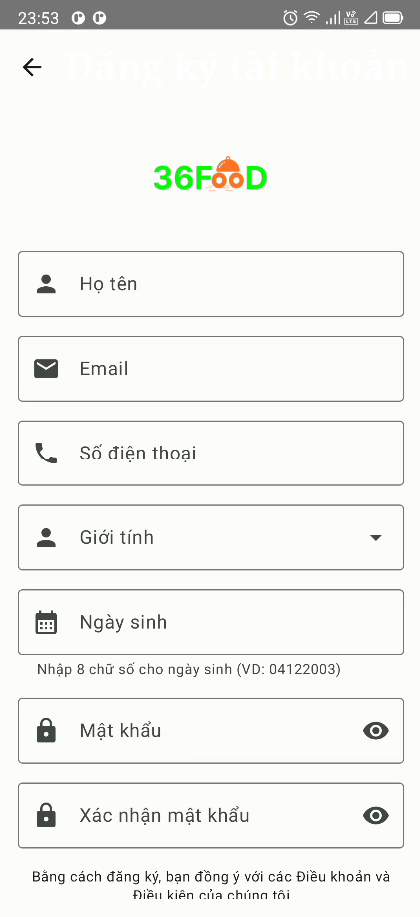 23:53
Đăng ký tài khoản
36FOOD
Họ tên
Email
Số điện thoại
Giới tính
Ngày sinh
Nhập 8 chữ số cho ngày sinh (VD: 04122003)
Mật khẩu
Xác nhận mật khẩu
Bằng cách đăng ký, bạn đồng ý với các Điều khoản và
Điều kiện của chúng tôi